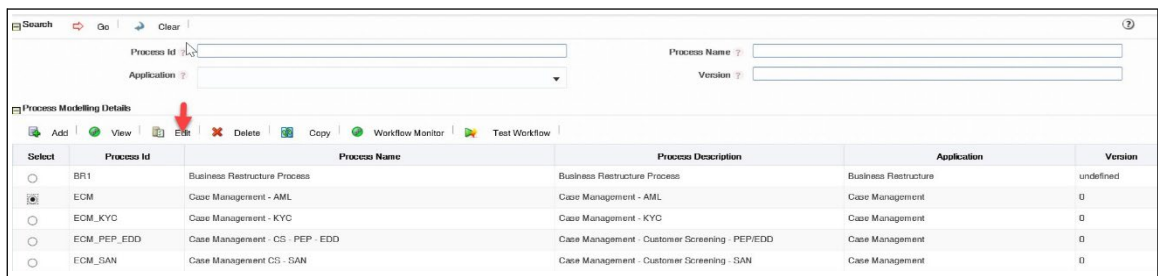 Search Go Clear ?
Process Id ? Process Name ?
Application ? Version ?
Process Modelling Details
Add View Edit Delete Copy Workflow Monitor Test Workflow
Select Process Id Process Name Process Description Application Version
BR1 Business Restructure Process Business Restructure Process Business Restructure undefined
ECM Case Management - AML Case Management - AML Case Management 0
ECM_KYC Case Management - KYC Case Management - KYC Case Management 0
ECM_PEP_EDD Case Management - CS - PEP - EDD Case Management - Customer Screening - PEP/EDD Case Management 0
ECM_SAN Case Management CS - SAN Case Management - Customer Screening - SAN Case Management 0